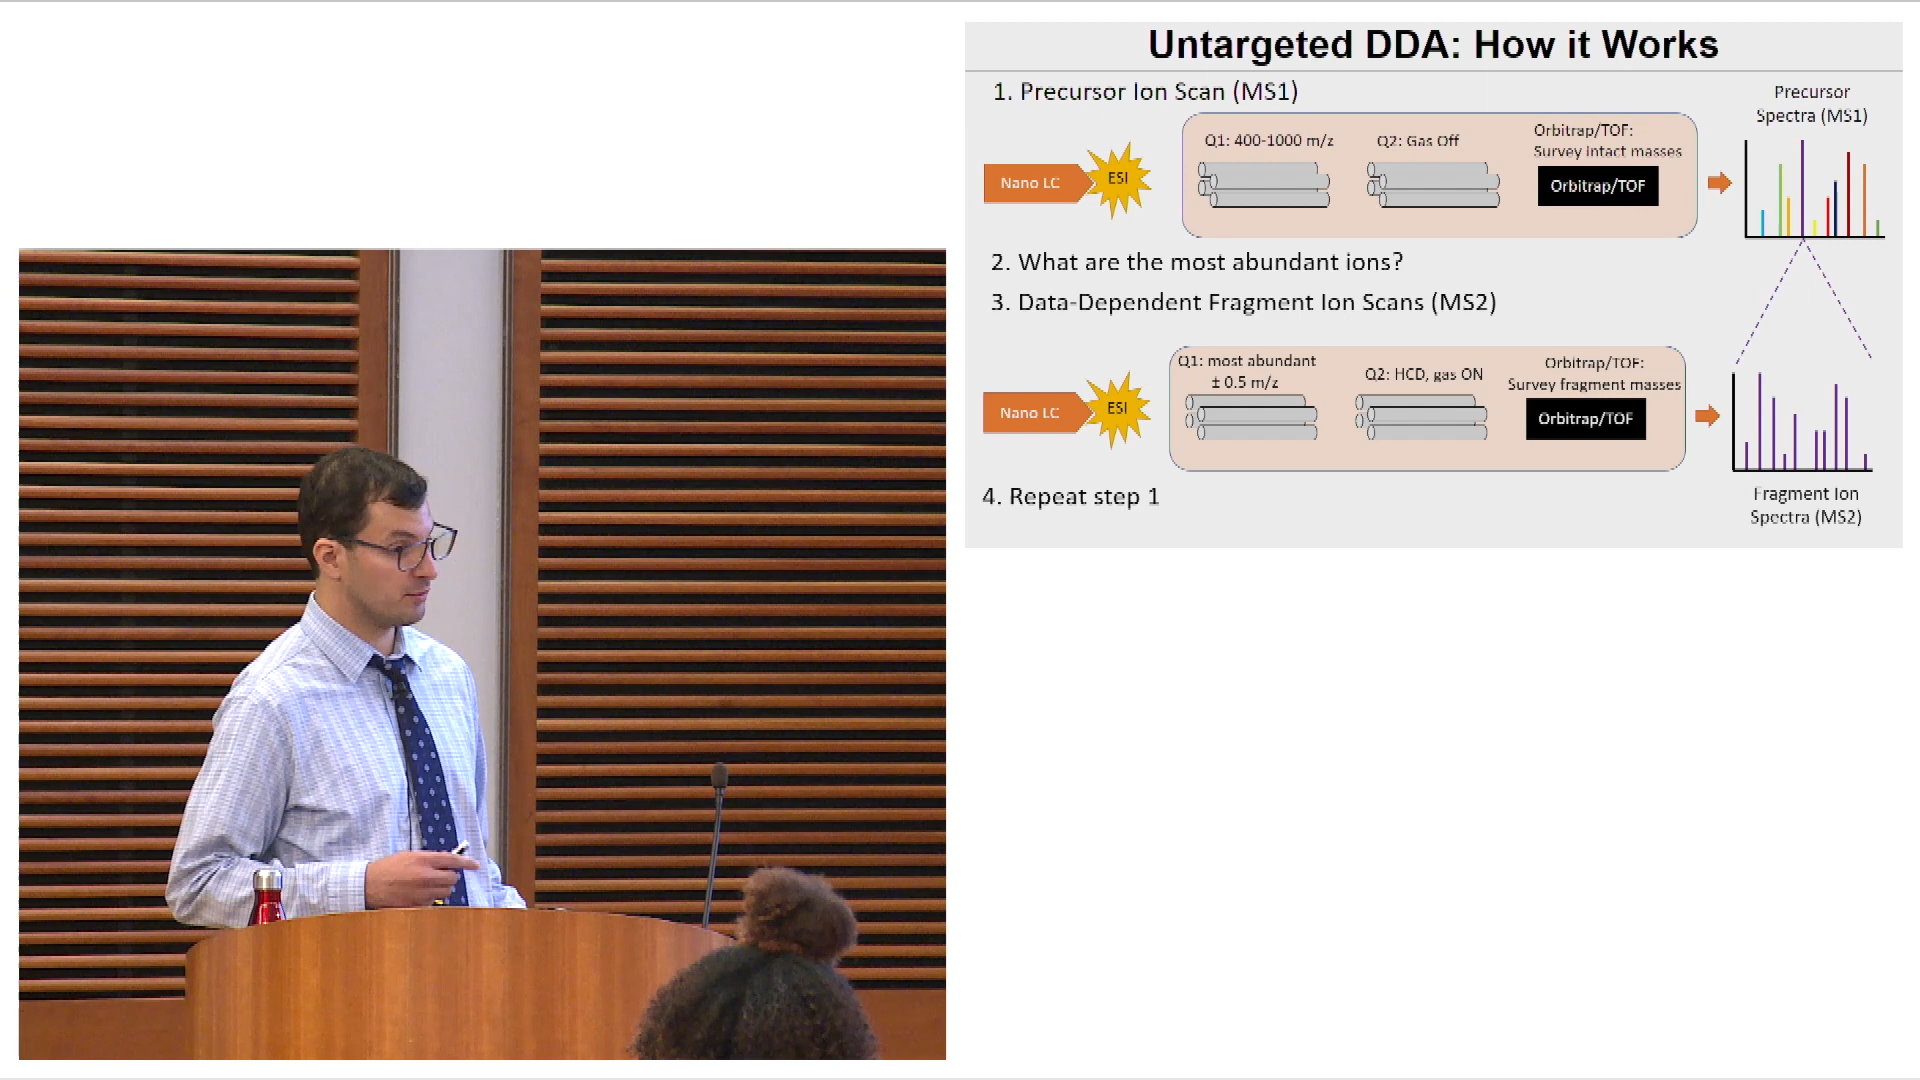 Untargeted DDA: How it Works
1. Precursor Ion Scan (MS1)
Precursor
Spectra (MS1)
Nano LC
ESI
Q1: 400-1000 m/z
Q2: Gas Off
Orbitrap/TOF:
Survey intact masses
Orbitrap/TOF
2. What are the most abundant ions?
3. Data-Dependent Fragment Ion Scans (MS2)
Nano LC
ESI
Q1: most abundant
± 0.5 m/z
Q2: HCD, gas ON
Orbitrap/TOF:
Survey fragment masses
Orbitrap/TOF
4. Repeat step 1
Fragment Ion
Spectra (MS2)